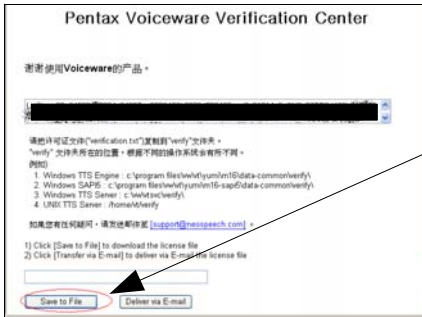 Pentax Voiceware Verification Center
谢谢使用Voiceware的产品。
请把许可证文件("verification.txt")复制到"verify"文件夹。
"verify" 文件夹所在的位置，根据不同的操作系统会有所不同。
例如)
1. Windows TTS Engine : c:\program files\vw\vt\yumi\m16\data-common\verify\
2. Windows SAPI5 : c:\program files\vw\vt\yumi\m16-sapi5\data-common\verify\
3. Windows TTS Server : c:\vw\ttsvc\verify\
4. UNIX TTS Server : /home/vt/verify
如果您有任何疑问，请发送邮件至 [support@neospeech.com] 。
1) Click [Save to File] to download the license file
2) Click [Transfer via E-mail] to deliver via E-mail the license file
Save to File Deliver via E-mail